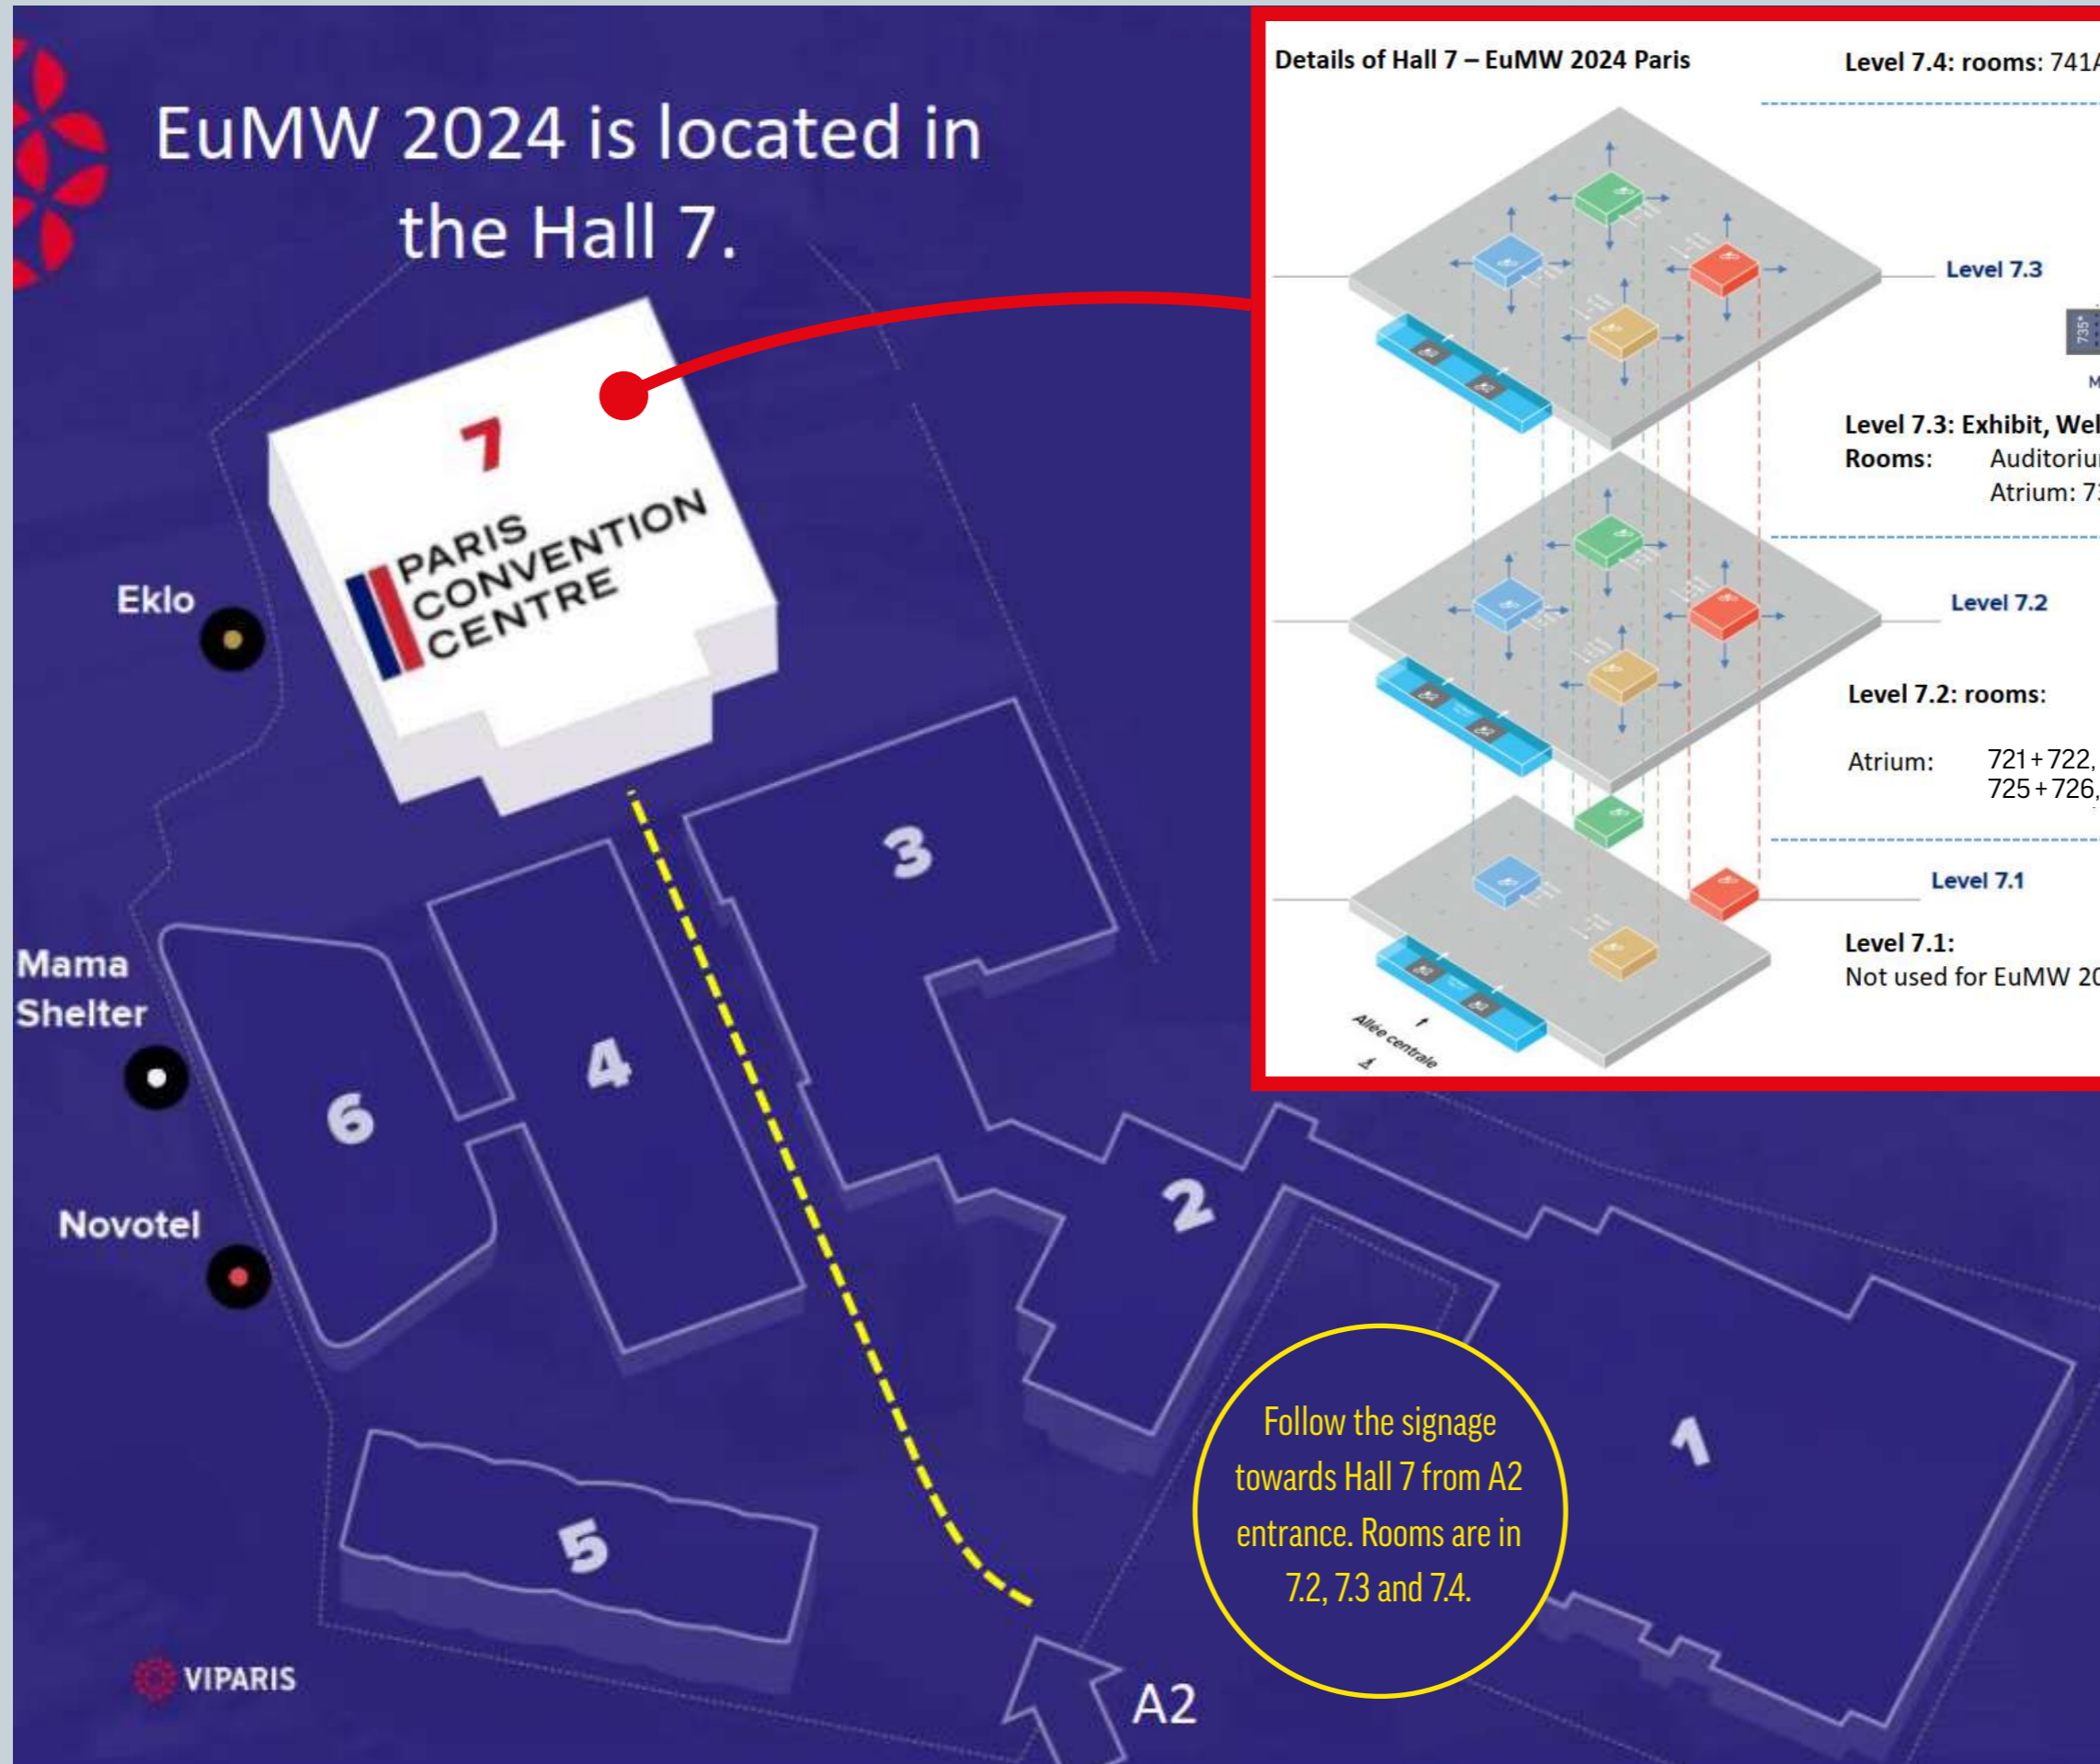 EuMW 2024 is located in
the Hall 7.
7
PARIS
CONVENTION
CENTRE
Eklo
Mama
Shelter
Novotel
3
4
6
2
1
5
Follow the signage
towards Hall 7 from A2
entrance. Rooms are in
7.2, 7.3 and 7.4.
A2
VIPARIS
Details of Hall 7 – EuMW 2024 Paris
Level 7.4: rooms: 741A
Level 7.3
735*
M
Level 7.3: Exhibit, Wel
Rooms: Auditoriu
Atrium: 73
Level 7.2
Level 7.2: rooms:
Atrium: 721+722,
725+726,
Level 7.1
Level 7.1:
Not used for EuMW 20
Allée centrale